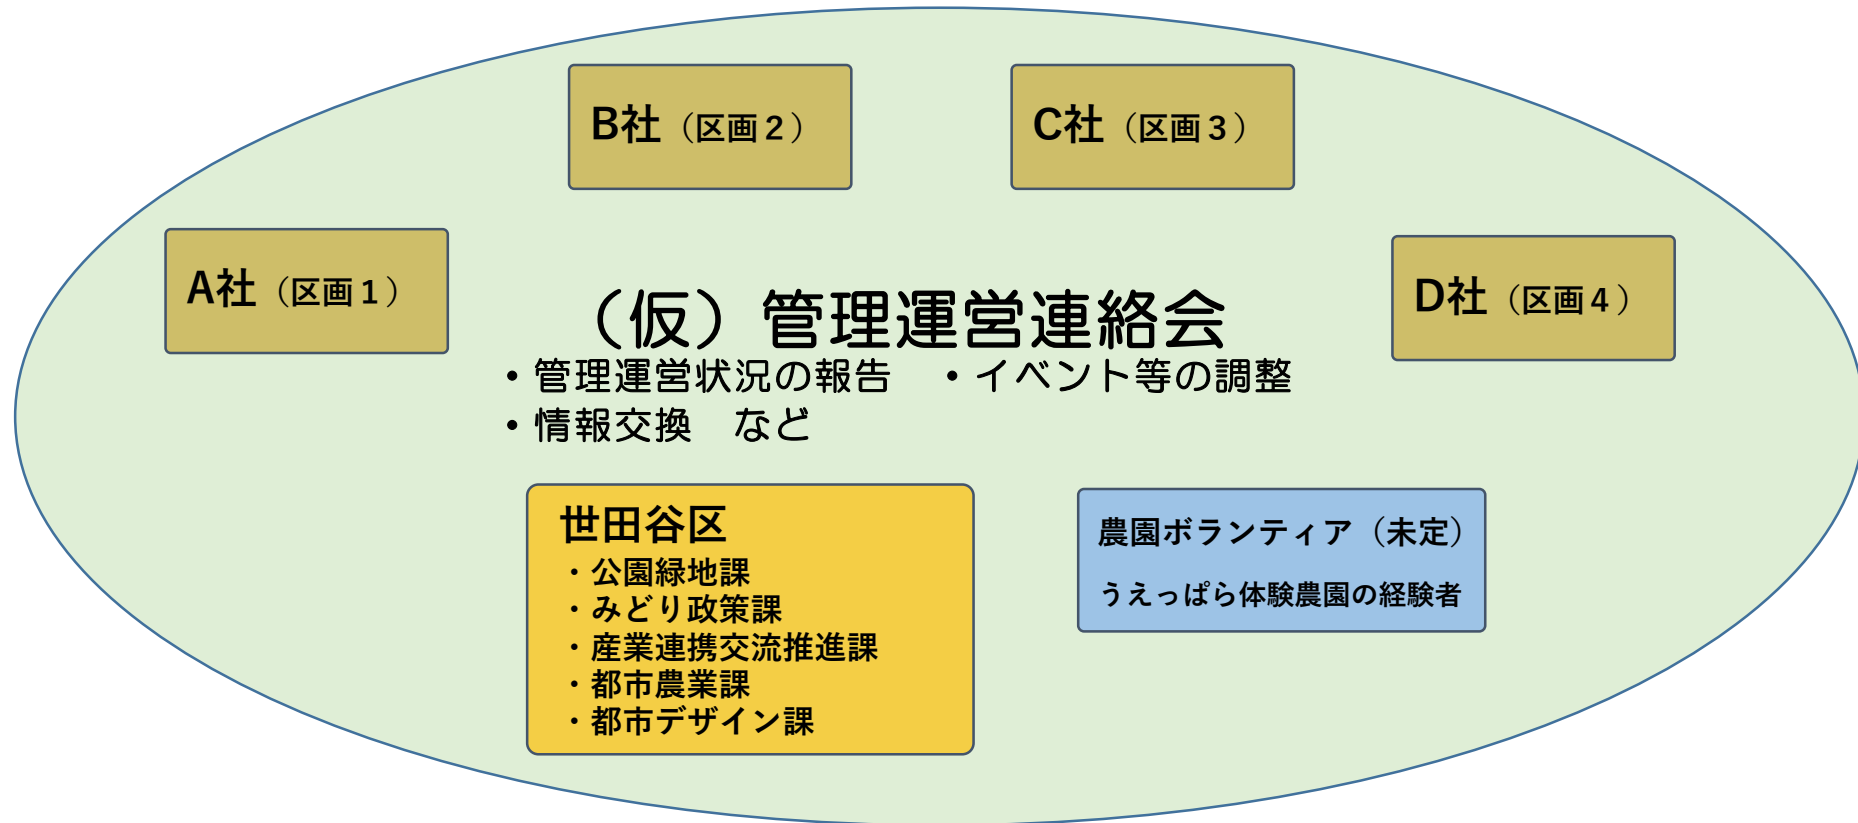 B社（区画２）
C社（区画３）
A社（区画１）
D社（区画４）
（仮）管理運営連絡会
・管理運営状況の報告　・イベント等の調整
・情報交換　など
世田谷区
・公園緑地課
・みどり政策課
・産業連携交流推進課
・都市農業課
・都市デザイン課
農園ボランティア（未定）
うえっぱら体験農園の経験者